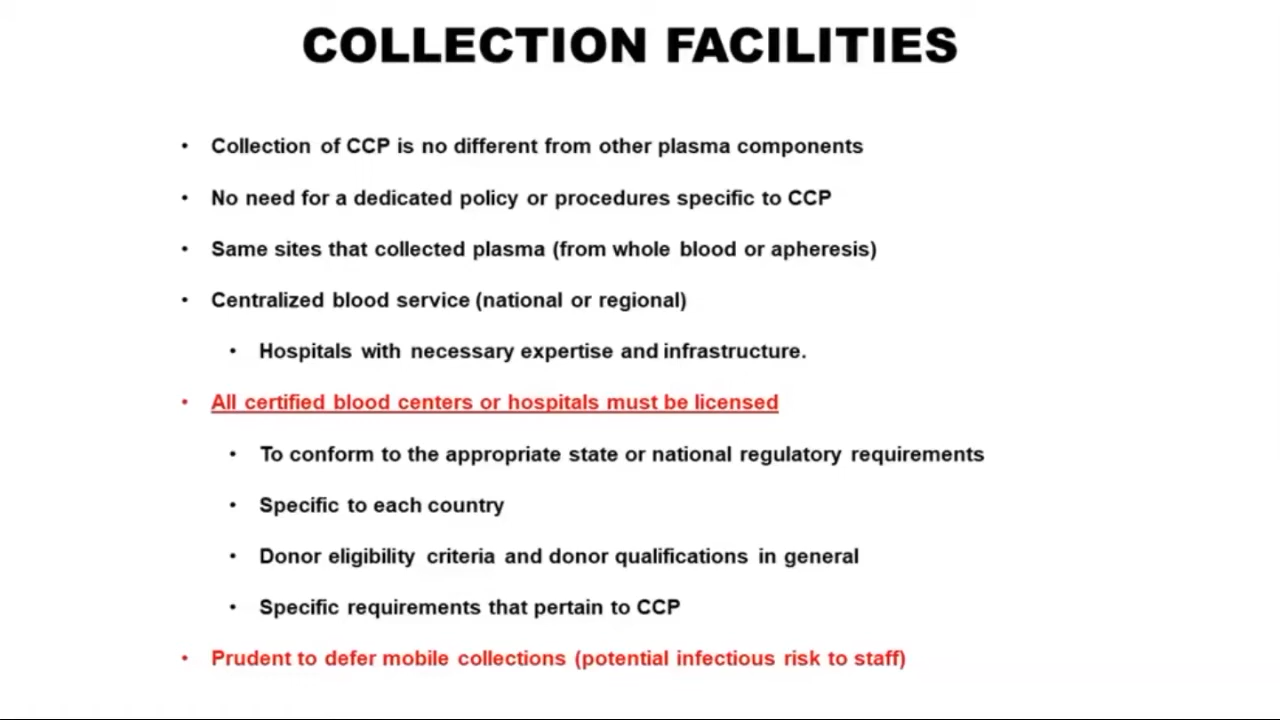 COLLECTION FACILITIES
• Collection of CCP is no different from other plasma components
• No need for a dedicated policy or procedures specific to CCP
• Same sites that collected plasma (from whole blood or apheresis)
• Centralized blood service (national or regional)
• Hospitals with necessary expertise and infrastructure.
• All certified blood centers or hospitals must be licensed
• To conform to the appropriate state or national regulatory requirements
• Specific to each country
• Donor eligibility criteria and donor qualifications in general
• Specific requirements that pertain to CCP
• Prudent to defer mobile collections (potential infectious risk to staff)